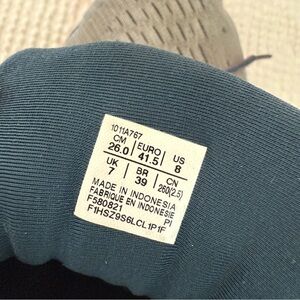 1011A767
CM EURO US
26.0 41.5 8
UK BR CN
7 39 260(2.5)
MADE IN INDONESIA
FABRIQUE EN INDONESIE
F580821 PI
F1HSZ9S6LCL1P1F